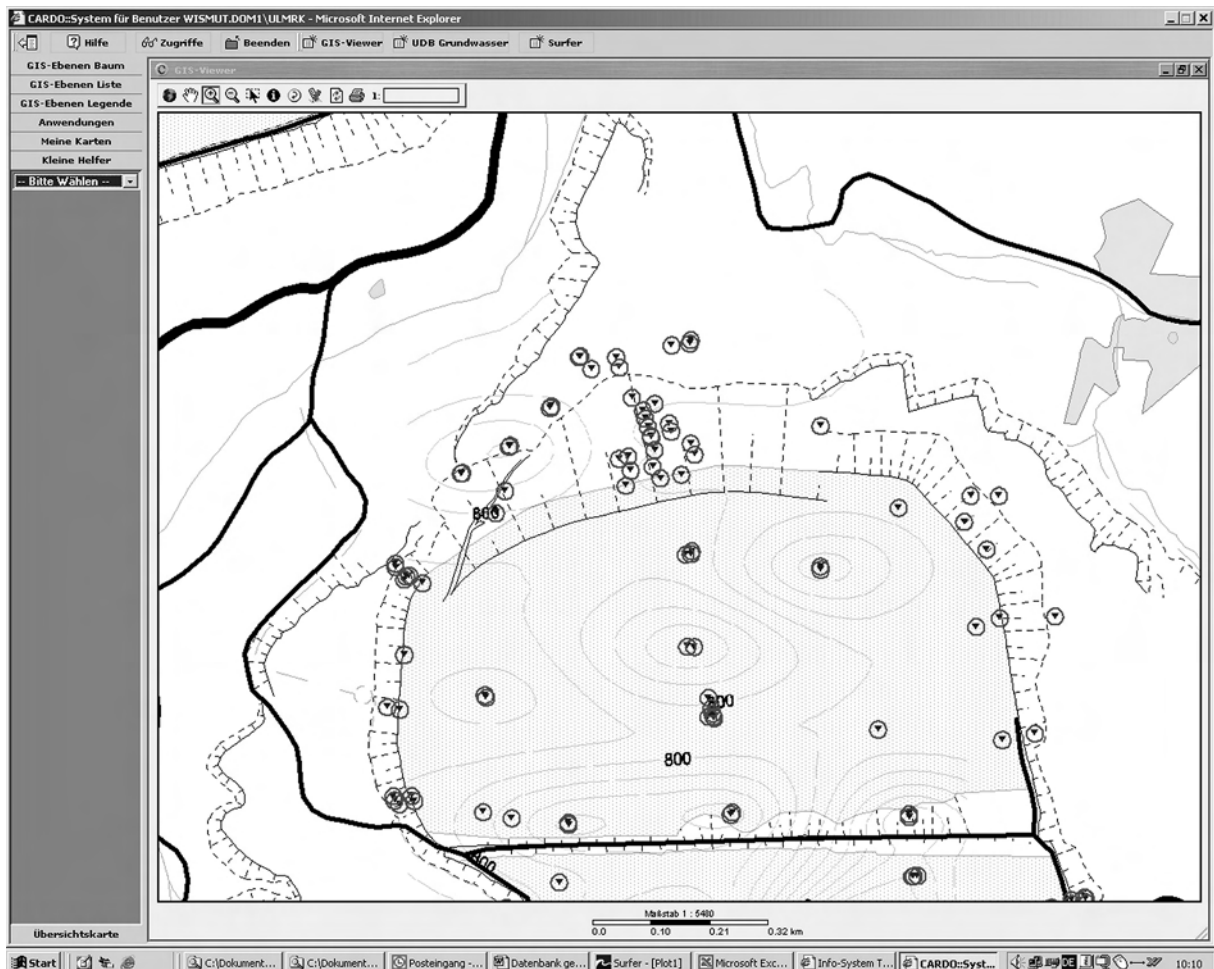 CARDO::System für Benutzer WISMUT.DOM1\ULMRK - Microsoft Internet Explorer
Hilfe Zugriffe Beenden GIS-Viewer UDB Grundwasser Surfer
GIS-Ebenen Baum
GIS-Ebenen Liste
GIS-Ebenen Legende
Anwendungen
Meine Karten
Kleine Helfer
-- Bitte Wählen --
GIS-Viewer
1:
800
800
Maßstab 1 : 5480
0.0 0.10 0.21 0.32 km
Übersichtskarte
Start C:\Dokument... C:\Dokument... Posteingang -... Datenbank ge... Surfer - [Plot1] Microsoft Exc... Info-System T... CARDO::Syst... DE 10:10